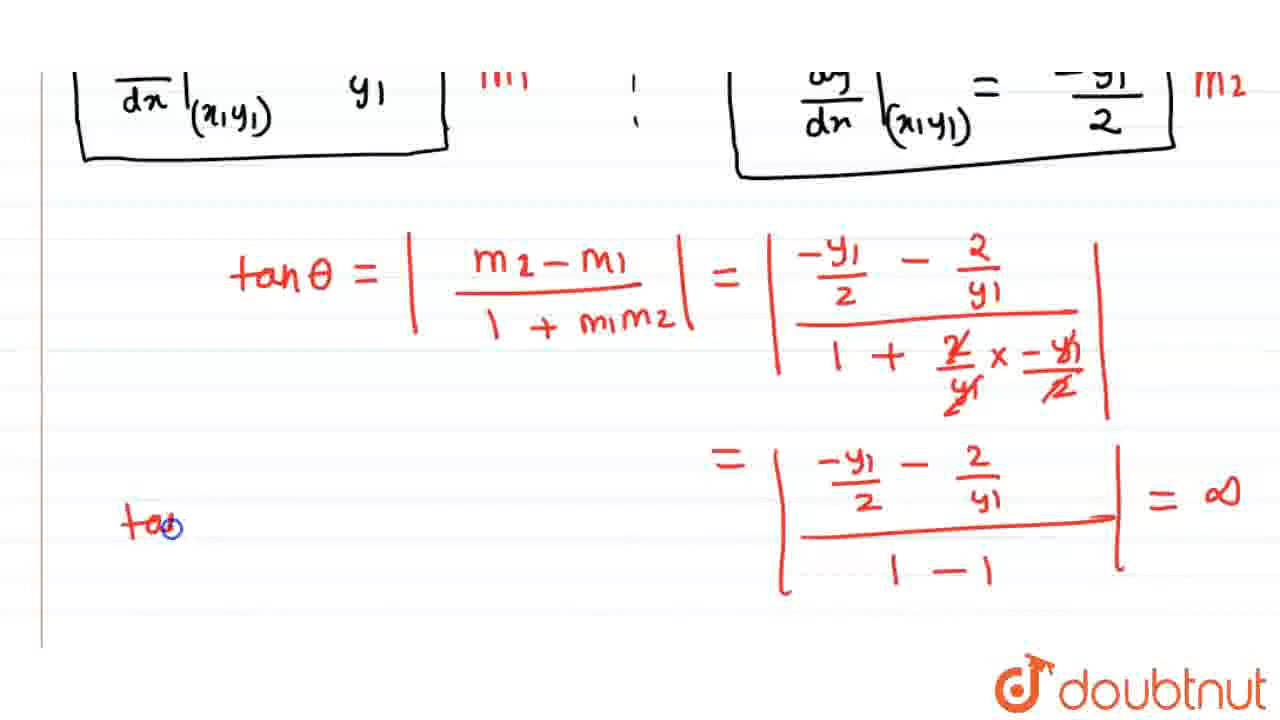 dx |(x1y1) y1 m1 ; dy/dx |(x1y1) = -y1/2 m2
tanθ = | m2 - m1 / 1 + m1m2 | = | -y1/2 - 2/y1 / 1 + 2/y1 × -y1/2 |
= | -y1/2 - 2/y1 / 1 - 1 | = ∞
tan
doubtnut